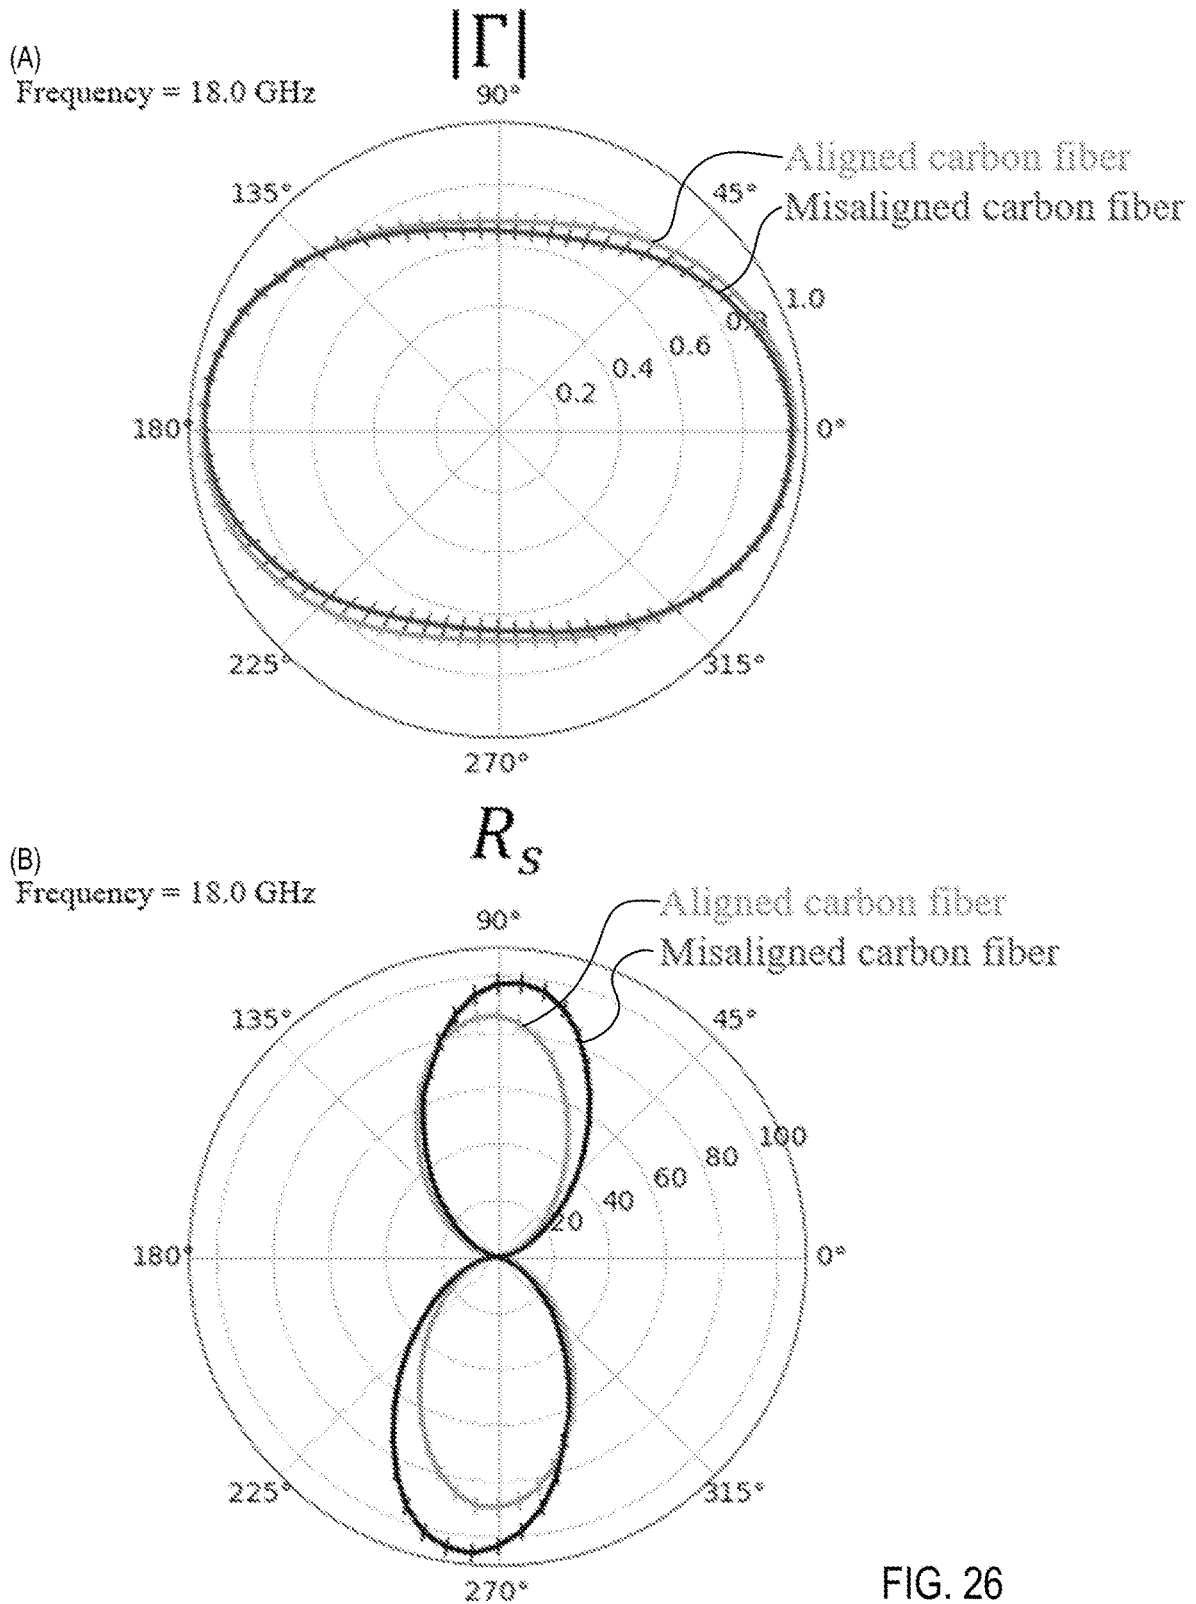 |Γ|
(A)
Frequency = 18.0 GHz
90°
Aligned carbon fiber
135°
45°
Misaligned carbon fiber
1.0
0.8
0.6
0.4
0.2
180°
0°
225°
315°
270°
R_s
(B)
Frequency = 18.0 GHz
Aligned carbon fiber
90°
Misaligned carbon fiber
135°
45°
100
80
60
40
20
180°
0°
225°
315°
270°
FIG. 26